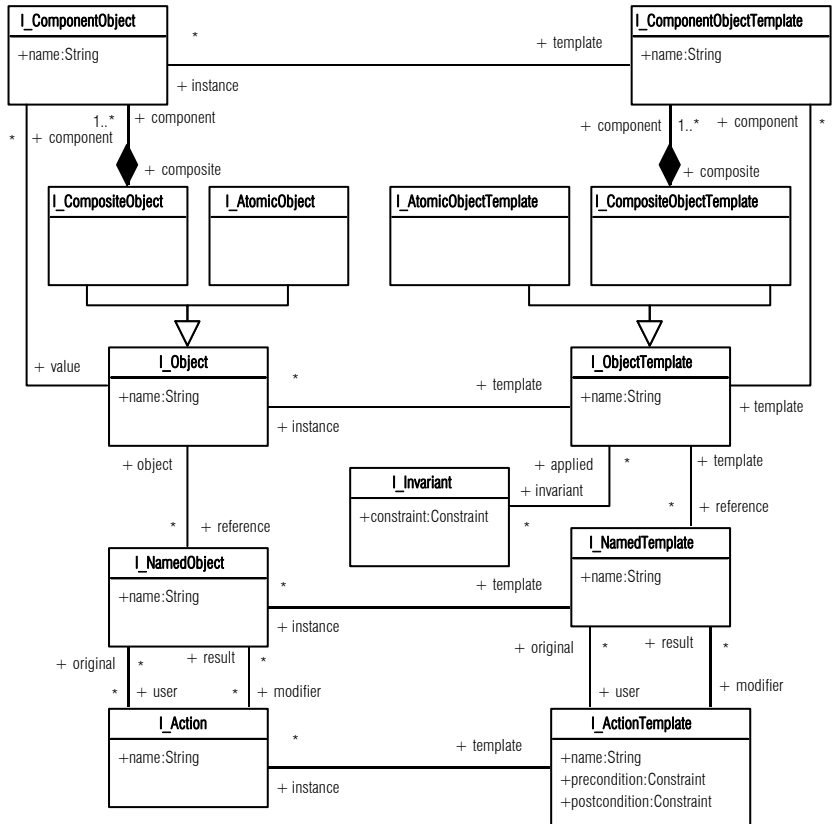 I_ComponentObject
+name:String
*
+ template
+ instance
I_ComponentObjectTemplate
+name:String
1..*
+ component
*
+ component
+ composite
+ component
1..*
+ component
*
+ composite
I_CompositeObject
I_AtomicObject
I_AtomicObjectTemplate
I_CompositeObjectTemplate
+ value
I_Object
+name:String
*
+ template
+ instance
I_ObjectTemplate
+name:String
+ template
+ object
*
+ reference
I_Invariant
+constraint:Constraint
+ applied
*
+ invariant
*
+ template
*
+ reference
I_NamedObject
+name:String
*
+ template
+ instance
I_NamedTemplate
+name:String
+ original
*
+ result
*
*
+ user
*
+ modifier
+ original
*
+ result
*
+ user
+ modifier
I_Action
+name:String
*
+ template
+ instance
I_ActionTemplate
+name:String
+precondition:Constraint
+postcondition:Constraint